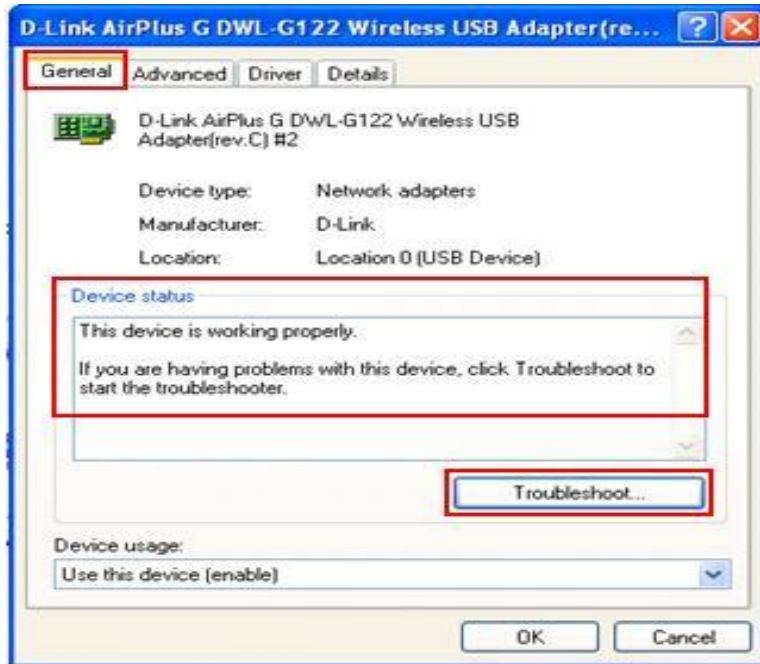 D-Link AirPlus G DWL-G122 Wireless USB Adapter(re...
General Advanced Driver Details
D-Link AirPlus G DWL-G122 Wireless USB
Adapter(rev.C) #2
Device type: Network adapters
Manufacturer: D-Link
Location: Location 0 (USB Device)
Device status
This device is working properly.
If you are having problems with this device, click Troubleshoot to
start the troubleshooter.
Troubleshoot...
Device usage:
Use this device (enable)
OK Cancel